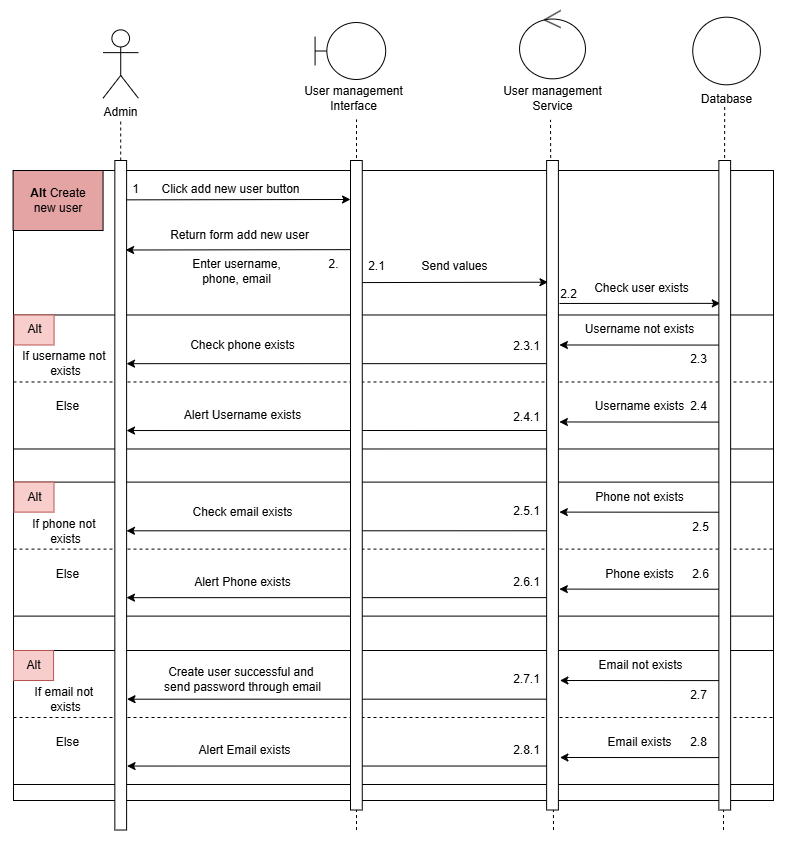 Admin
User management
Interface
User management
Service
Database
Alt Create
new user
1 Click add new user button
Return form add new user
Enter username, 2.
phone, email
2.1 Send values
2.2 Check user exists
Alt
If username not
exists
Check phone exists 2.3.1
Username not exists
2.3
Else
Alert Username exists 2.4.1
Username exists 2.4
Alt
If phone not
exists
Check email exists 2.5.1
Phone not exists
2.5
Else
Alert Phone exists 2.6.1
Phone exists 2.6
Alt
If email not
exists
Create user successful and
send password through email
2.7.1
Email not exists
2.7
Else
Alert Email exists 2.8.1
Email exists 2.8